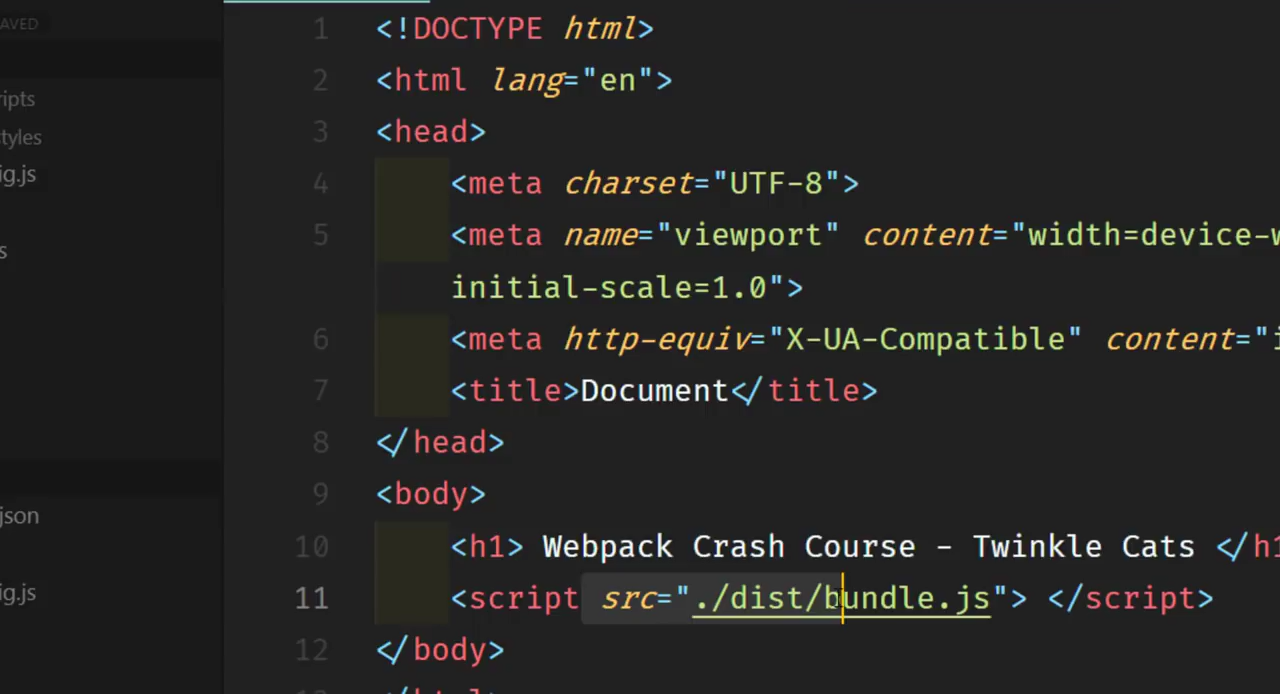 AVED
ripts
tyles
ig.js
s
json
ig.js
1 <!DOCTYPE html>
2 <html lang="en">
3 <head>
4 <meta charset="UTF-8">
5 <meta name="viewport" content="width=device-w
initial-scale=1.0">
6 <meta http-equiv="X-UA-Compatible" content="i
7 <title>Document</title>
8 </head>
9 <body>
10 <h1> Webpack Crash Course - Twinkle Cats </h1
11 <script src="./dist/bundle.js"> </script>
12 </body>